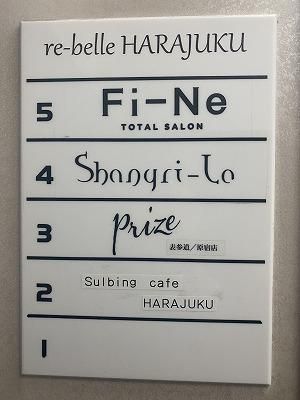 re-belle HARAJUKU
5 Fi-Ne
TOTAL SALON
4 Shangri-La
3 Prize
表参道／原宿店
2 Sulbing cafe
HARAJUKU
1